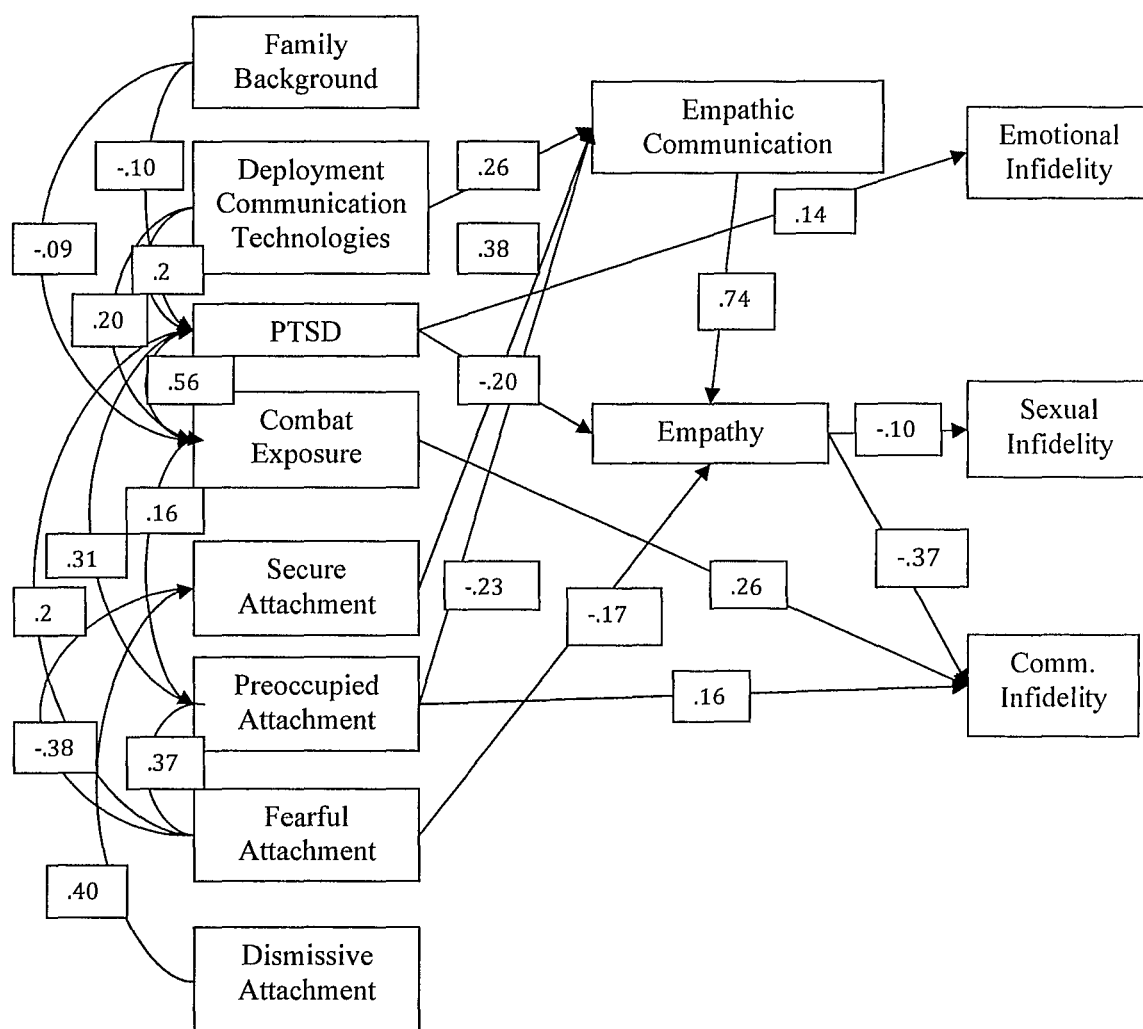 Family
Background
Empathic
Communication
Emotional
Infidelity
-.10
Deployment
Communication
Technologies
.26
.14
-.09
.2
.38
.20
PTSD
.74
.56
-.20
Combat
Exposure
Empathy
-.10
Sexual
Infidelity
.16
.31
Secure
Attachment
-.23
-.17
.26
-.37
.2
Preoccupied
Attachment
.16
Comm.
Infidelity
-.38
.37
Fearful
Attachment
.40
Dismissive
Attachment